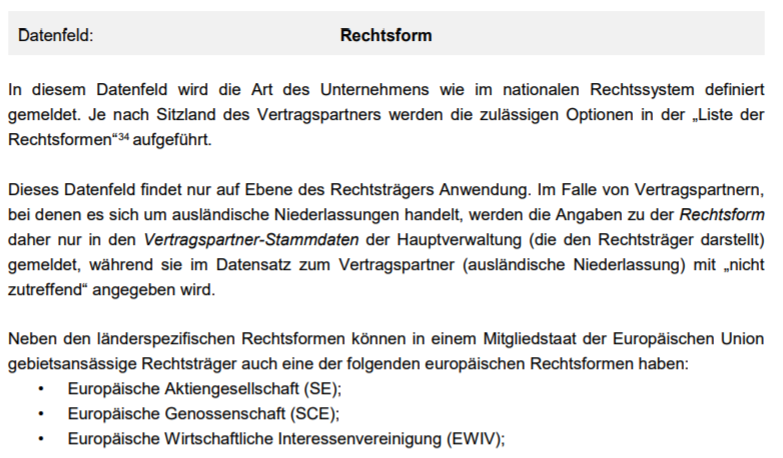 Datenfeld: Rechtsform
In diesem Datenfeld wird die Art des Unternehmens wie im nationalen Rechtssystem definiert
gemeldet. Je nach Sitzland des Vertragspartners werden die zulässigen Optionen in der „Liste der
Rechtsformen“³⁴ aufgeführt.
Dieses Datenfeld findet nur auf Ebene des Rechtsträgers Anwendung. Im Falle von Vertragspartnern,
bei denen es sich um ausländische Niederlassungen handelt, werden die Angaben zu der Rechtsform
daher nur in den Vertragspartner-Stammdaten der Hauptverwaltung (die den Rechtsträger darstellt)
gemeldet, während sie im Datensatz zum Vertragspartner (ausländische Niederlassung) mit „nicht
zutreffend“ angegeben wird.
Neben den länderspezifischen Rechtsformen können in einem Mitgliedstaat der Europäischen Union
gebietsansässige Rechtsträger auch eine der folgenden europäischen Rechtsformen haben:
• Europäische Aktiengesellschaft (SE);
• Europäische Genossenschaft (SCE);
• Europäische Wirtschaftliche Interessenvereinigung (EWIV);